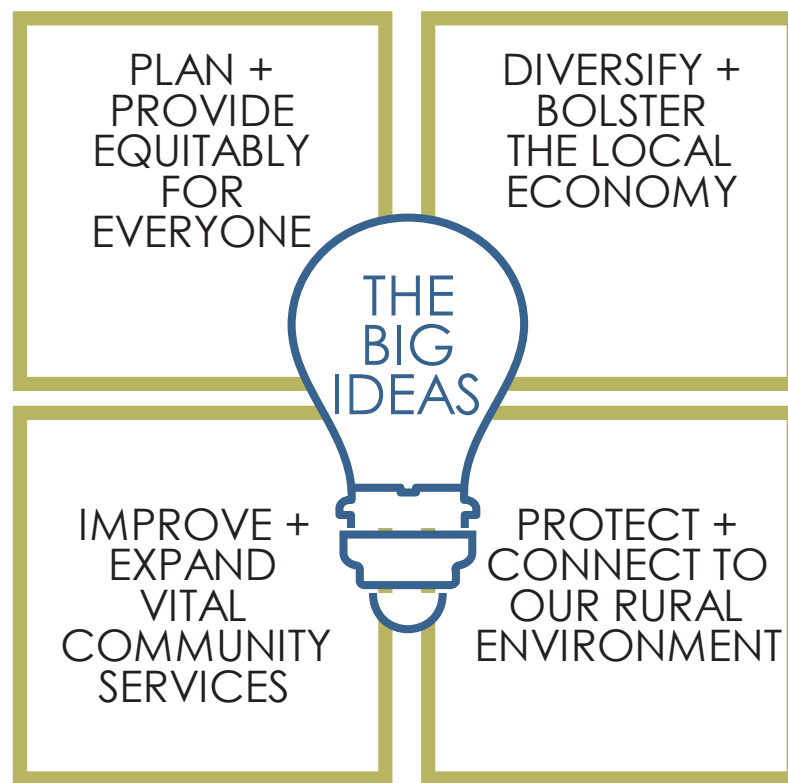 PLAN +
PROVIDE
EQUITABLY
FOR
EVERYONE
DIVERSIFY +
BOLSTER
THE LOCAL
ECONOMY
THE
BIG
IDEAS
IMPROVE +
EXPAND
VITAL
COMMUNITY
SERVICES
PROTECT +
CONNECT TO
OUR RURAL
ENVIRONMENT